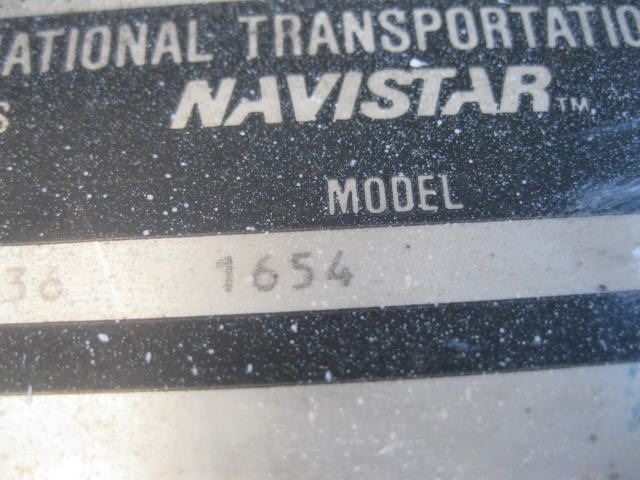 ATIONAL TRANSPORTATIO
S NAVISTAR™
MODEL
36 1654